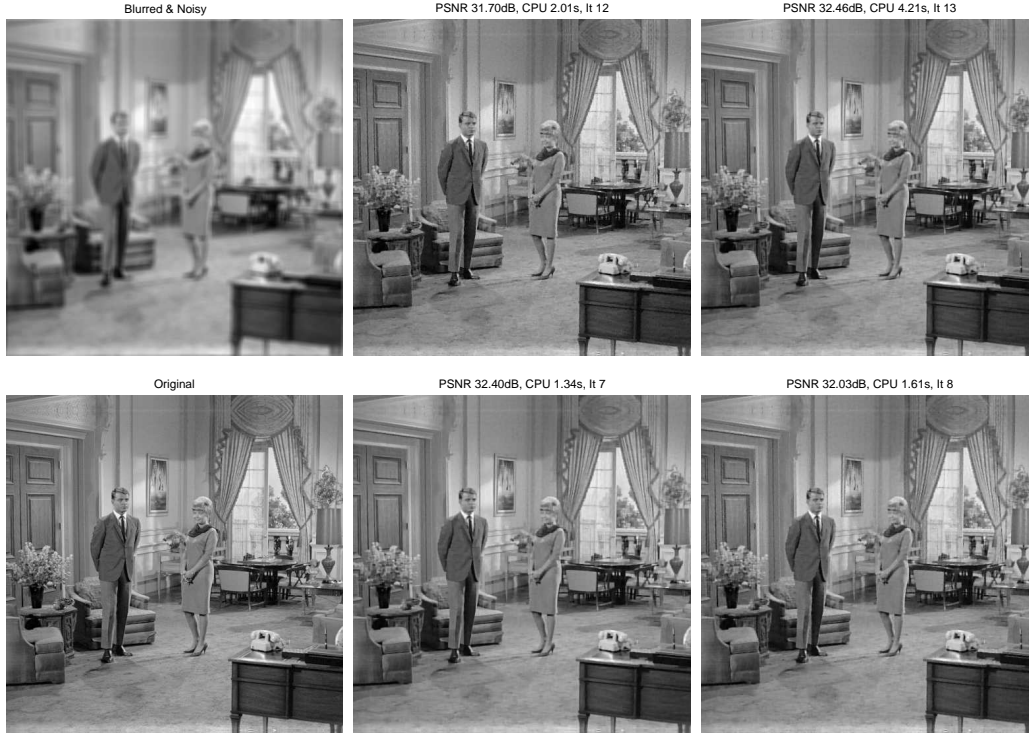 Blurred & Noisy
PSNR 31.70dB, CPU 2.01s, It 12
PSNR 32.46dB, CPU 4.21s, It 13
Original
PSNR 32.40dB, CPU 1.34s, It 7
PSNR 32.03dB, CPU 1.61s, It 8